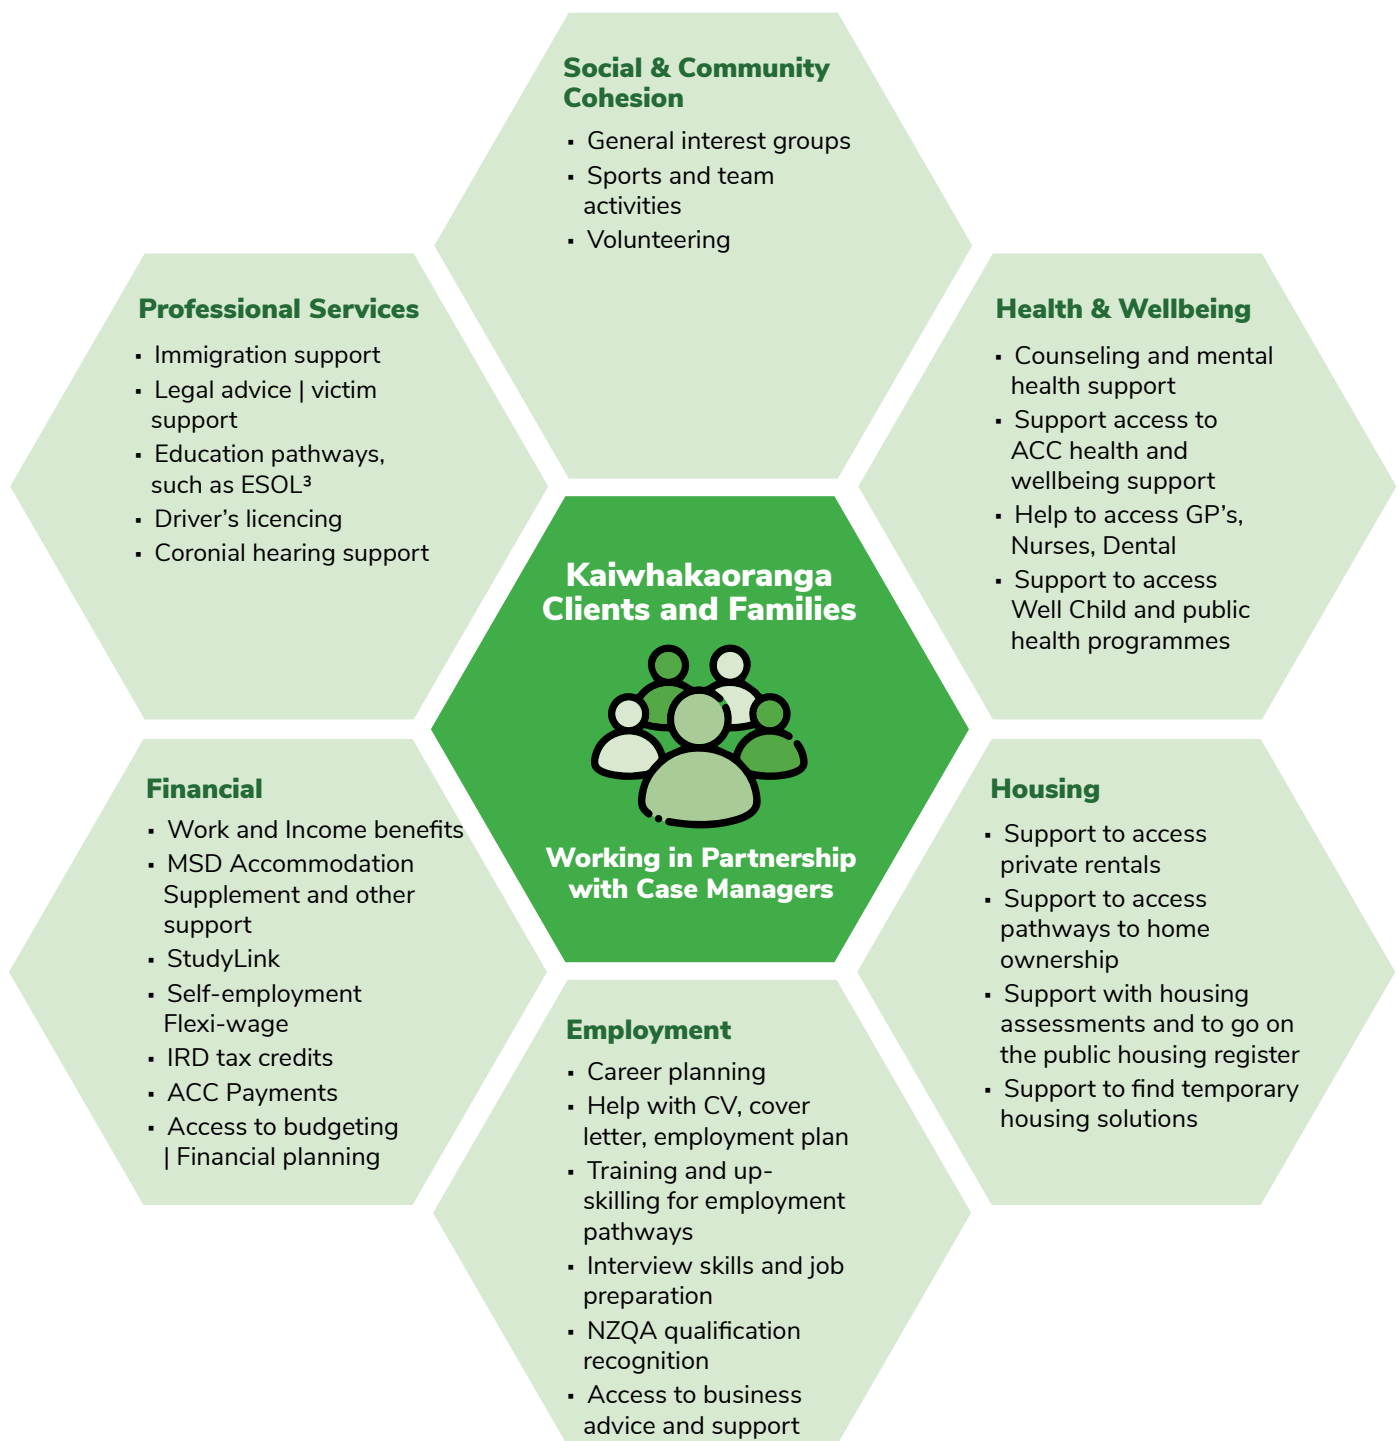 Social & Community
Cohesion
▪ General interest groups
▪ Sports and team
activities
▪ Volunteering
Professional Services
▪ Immigration support
▪ Legal advice | victim
support
▪ Education pathways,
such as ESOL³
▪ Driver’s licencing
▪ Coronial hearing support
Health & Wellbeing
▪ Counseling and mental
health support
▪ Support access to
ACC health and
wellbeing support
▪ Help to access GP’s,
Nurses, Dental
▪ Support to access
Well Child and public
health programmes
Kaiwhakaoranga
Clients and Families
Working in Partnership
with Case Managers
Financial
▪ Work and Income benefits
▪ MSD Accommodation
Supplement and other
support
▪ StudyLink
▪ Self-employment
Flexi-wage
▪ IRD tax credits
▪ ACC Payments
▪ Access to budgeting
| Financial planning
Housing
▪ Support to access
private rentals
▪ Support to access
pathways to home
ownership
▪ Support with housing
assessments and to go on
the public housing register
▪ Support to find temporary
housing solutions
Employment
▪ Career planning
▪ Help with CV, cover
letter, employment plan
▪ Training and up-
skilling for employment
pathways
▪ Interview skills and job
preparation
▪ NZQA qualification
recognition
▪ Access to business
advice and support